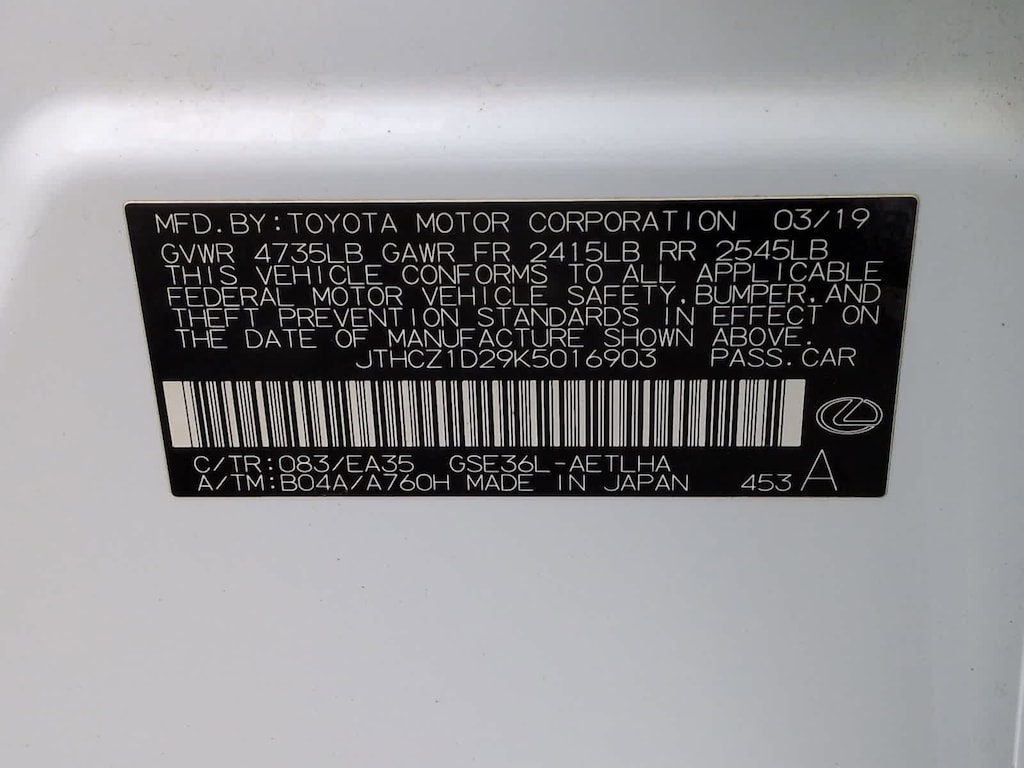 MFD.BY:TOYOTA MOTOR CORPORATION 03/19
GVWR 4735LB GAWR FR 2415LB RR 2545LB
THIS VEHICLE CONFORMS TO ALL APPLICABLE
FEDERAL MOTOR VEHICLE SAFETY,BUMPER,AND
THEFT PREVENTION STANDARDS IN EFFECT ON
THE DATE OF MANUFACTURE SHOWN ABOVE.
JTHCZ1D29K5016903 PASS.CAR
C/TR:083/EA35 GSE36L-AETLHA
A/TM:B04A/A760H MADE IN JAPAN 453 A